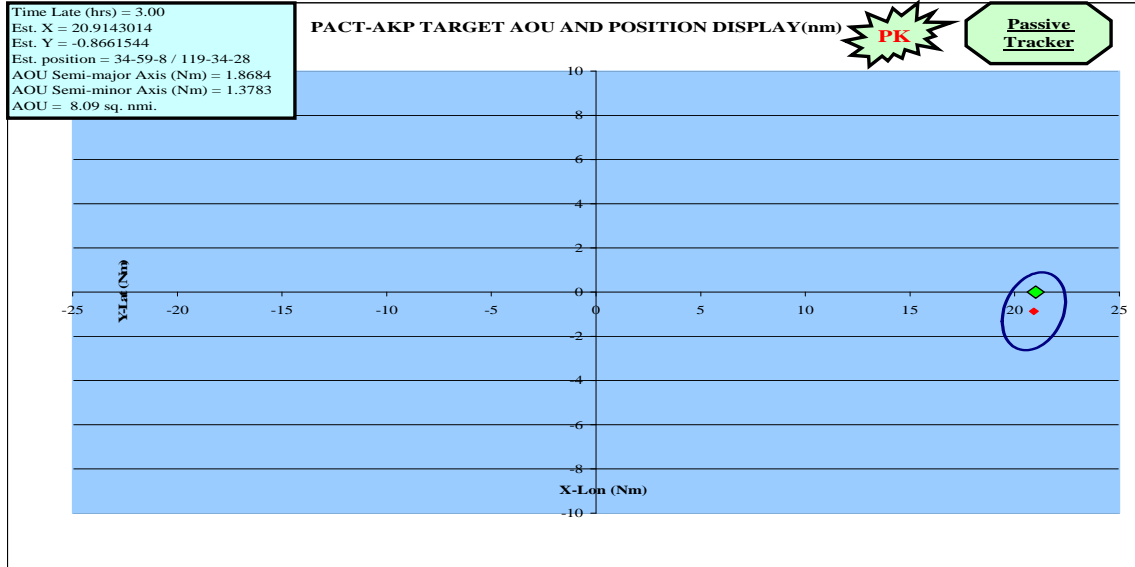 Time Late (hrs) = 3.00
Est. X = 20.9143014
Est. Y = -0.8661544
Est. position = 34-59-8 / 119-34-28
AOU Semi-major Axis (Nm) = 1.8684
AOU Semi-minor Axis (Nm) = 1.3783
AOU = 8.09 sq. nmi.
PACT-AKP TARGET AOU AND POSITION DISPLAY(nm)
PK
Passive
Tracker
10
8
6
4
2
0
-25 -20 -15 -10 -5 0 5 10 15 20 25
-2
-4
-6
-8
-10
Y-Lat (Nm)
X-Lon (Nm)